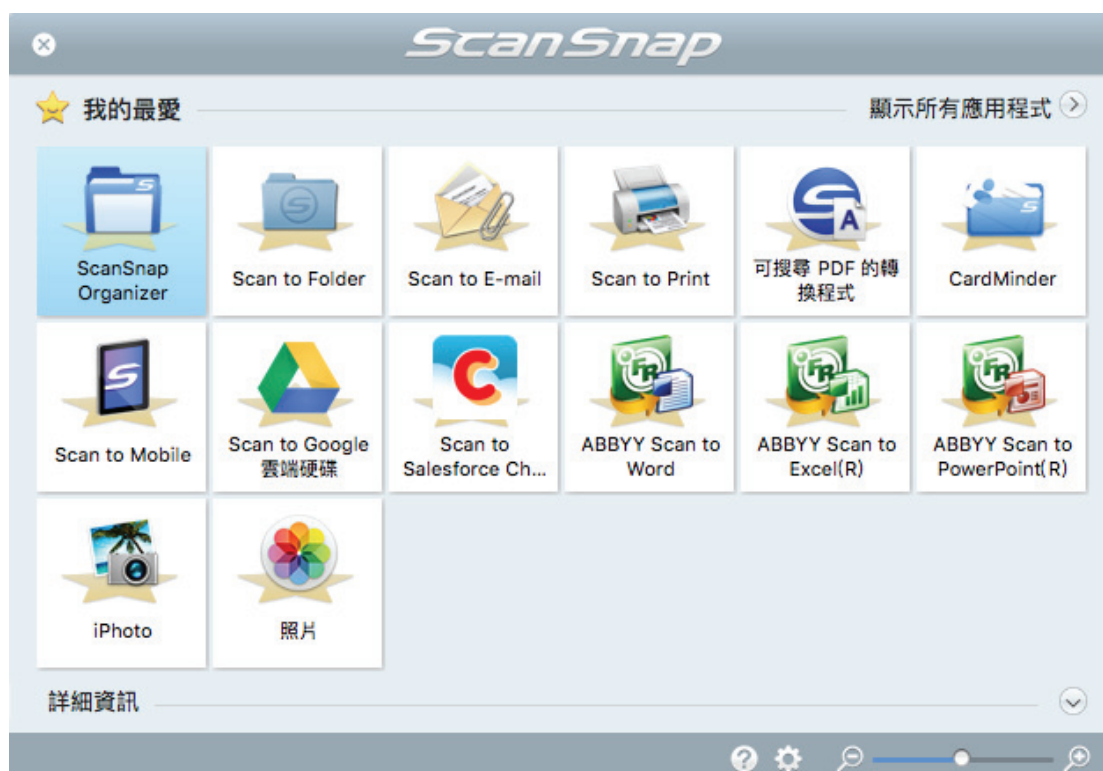 ScanSnap
我的最愛
顯示所有應用程式
ScanSnap
Organizer
Scan to Folder
Scan to E-mail
Scan to Print
可搜尋 PDF 的轉
換程式
CardMinder
Scan to Mobile
Scan to Google
雲端硬碟
Scan to
Salesforce Ch...
ABBYY Scan to
Word
ABBYY Scan to
Excel(R)
ABBYY Scan to
PowerPoint(R)
iPhoto
照片
詳細資訊